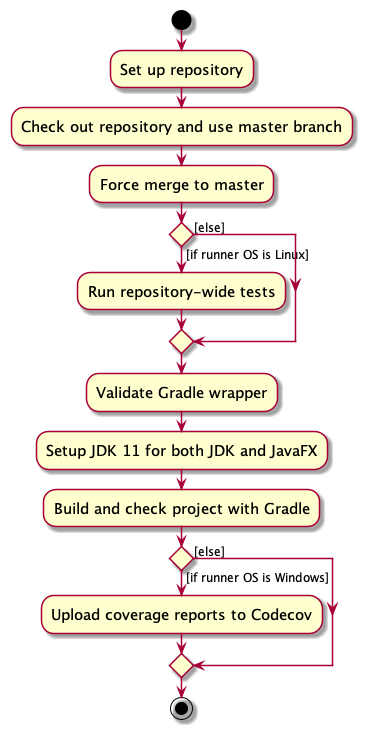 Set up repository
Check out repository and use master branch
Force merge to master
[else]
[if runner OS is Linux]
Run repository-wide tests
Validate Gradle wrapper
Setup JDK 11 for both JDK and JavaFX
Build and check project with Gradle
[else]
[if runner OS is Windows]
Upload coverage reports to Codecov